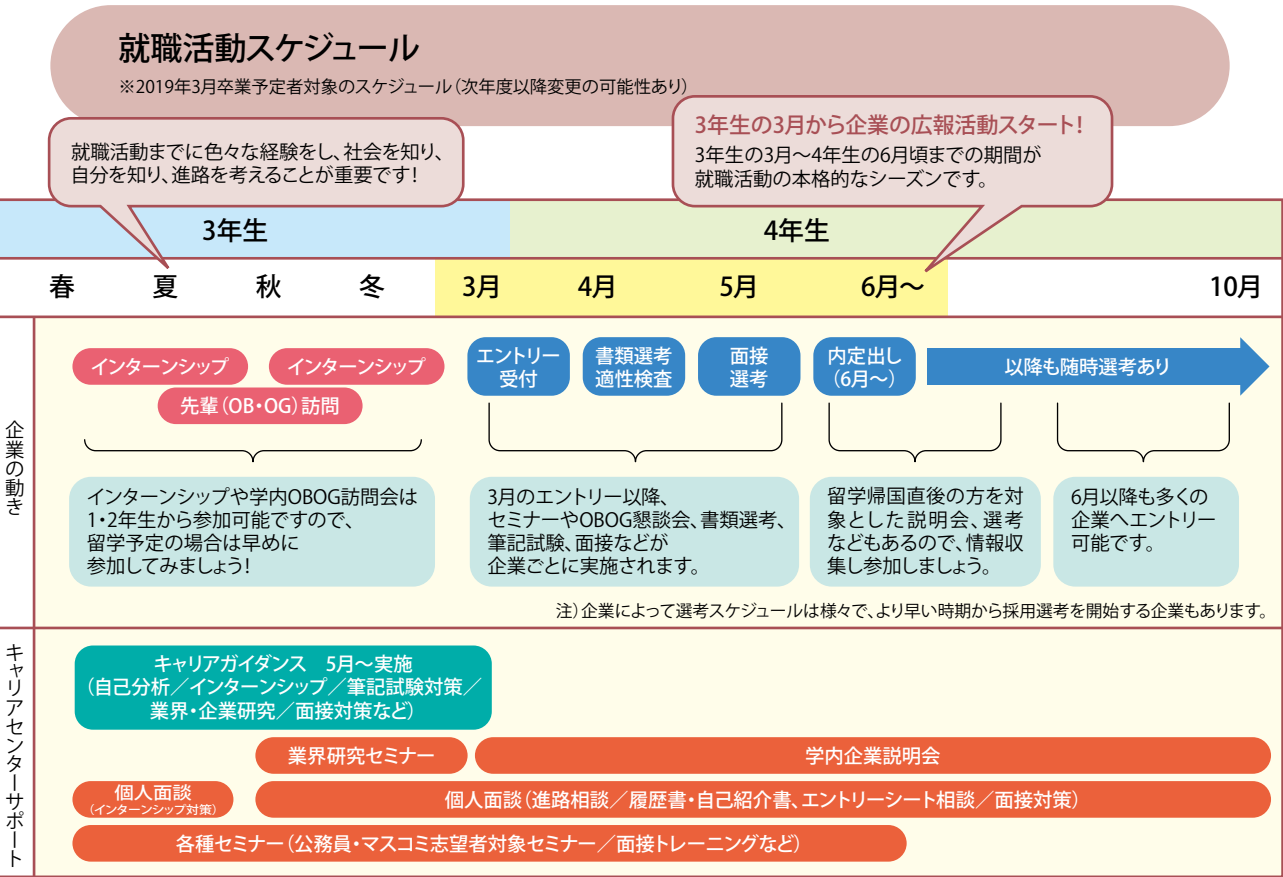 就職活動スケジュール
※2019年3月卒業予定者対象のスケジュール（次年度以降変更の可能性あり）
就職活動までに色々な経験をし、社会を知り、
自分を知り、進路を考えることが重要です！
3年生の3月から企業の広報活動スタート！
3年生の3月〜4年生の6月頃までの期間が
就職活動の本格的なシーズンです。
3年生
4年生
春
夏
秋
冬
3月
4月
5月
6月〜
10月
企業の動き
インターンシップ
インターンシップ
先輩（OB・OG）訪問
エントリー
受付
書類選考
適性検査
面接
選考
内定出し
（6月〜）
以降も随時選考あり
インターンシップや学内OBOG訪問会は
1・2年生から参加可能ですので、
留学予定の場合は早めに
参加してみましょう！
3月のエントリー以降、
セミナーやOBOG懇談会、書類選考、
筆記試験、面接などが
企業ごとに実施されます。
留学帰国直後の方を対
象とした説明会、選考
などもあるので、情報収
集し参加しましょう。
6月以降も多くの
企業へエントリー
可能です。
注）企業によって選考スケジュールは様々で、より早い時期から採用選考を開始する企業もあります。
キャリアセンターサポート
キャリアガイダンス　5月〜実施
（自己分析／インターンシップ／筆記試験対策／
業界・企業研究／面接対策など）
業界研究セミナー
学内企業説明会
個人面談
（インターンシップ対策）
個人面談（進路相談／履歴書・自己紹介書、エントリーシート相談／面接対策）
各種セミナー（公務員・マスコミ志望者対象セミナー／面接トレーニングなど）